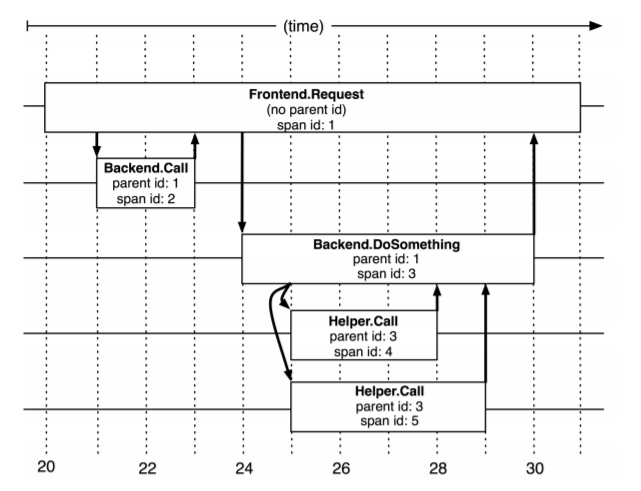 (time)
Frontend.Request
(no parent id)
span id: 1
Backend.Call
parent id: 1
span id: 2
Backend.DoSomething
parent id: 1
span id: 3
Helper.Call
parent id: 3
span id: 4
Helper.Call
parent id: 3
span id: 5
20 22 24 26 28 30